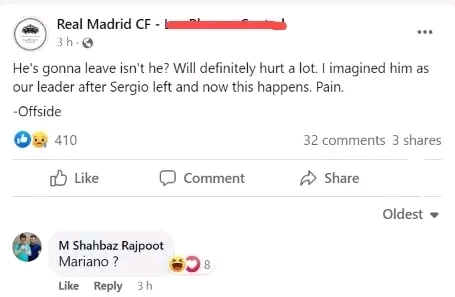 Real Madrid CF -
3 h ·
He's gonna leave isn't he? Will definitely hurt a lot. I imagined him as
our leader after Sergio left and now this happens. Pain.
-Offside
410
32 comments 3 shares
Like Comment Share
Oldest
M Shahbaz Rajpoot
Mariano ?
8
Like Reply 3 h